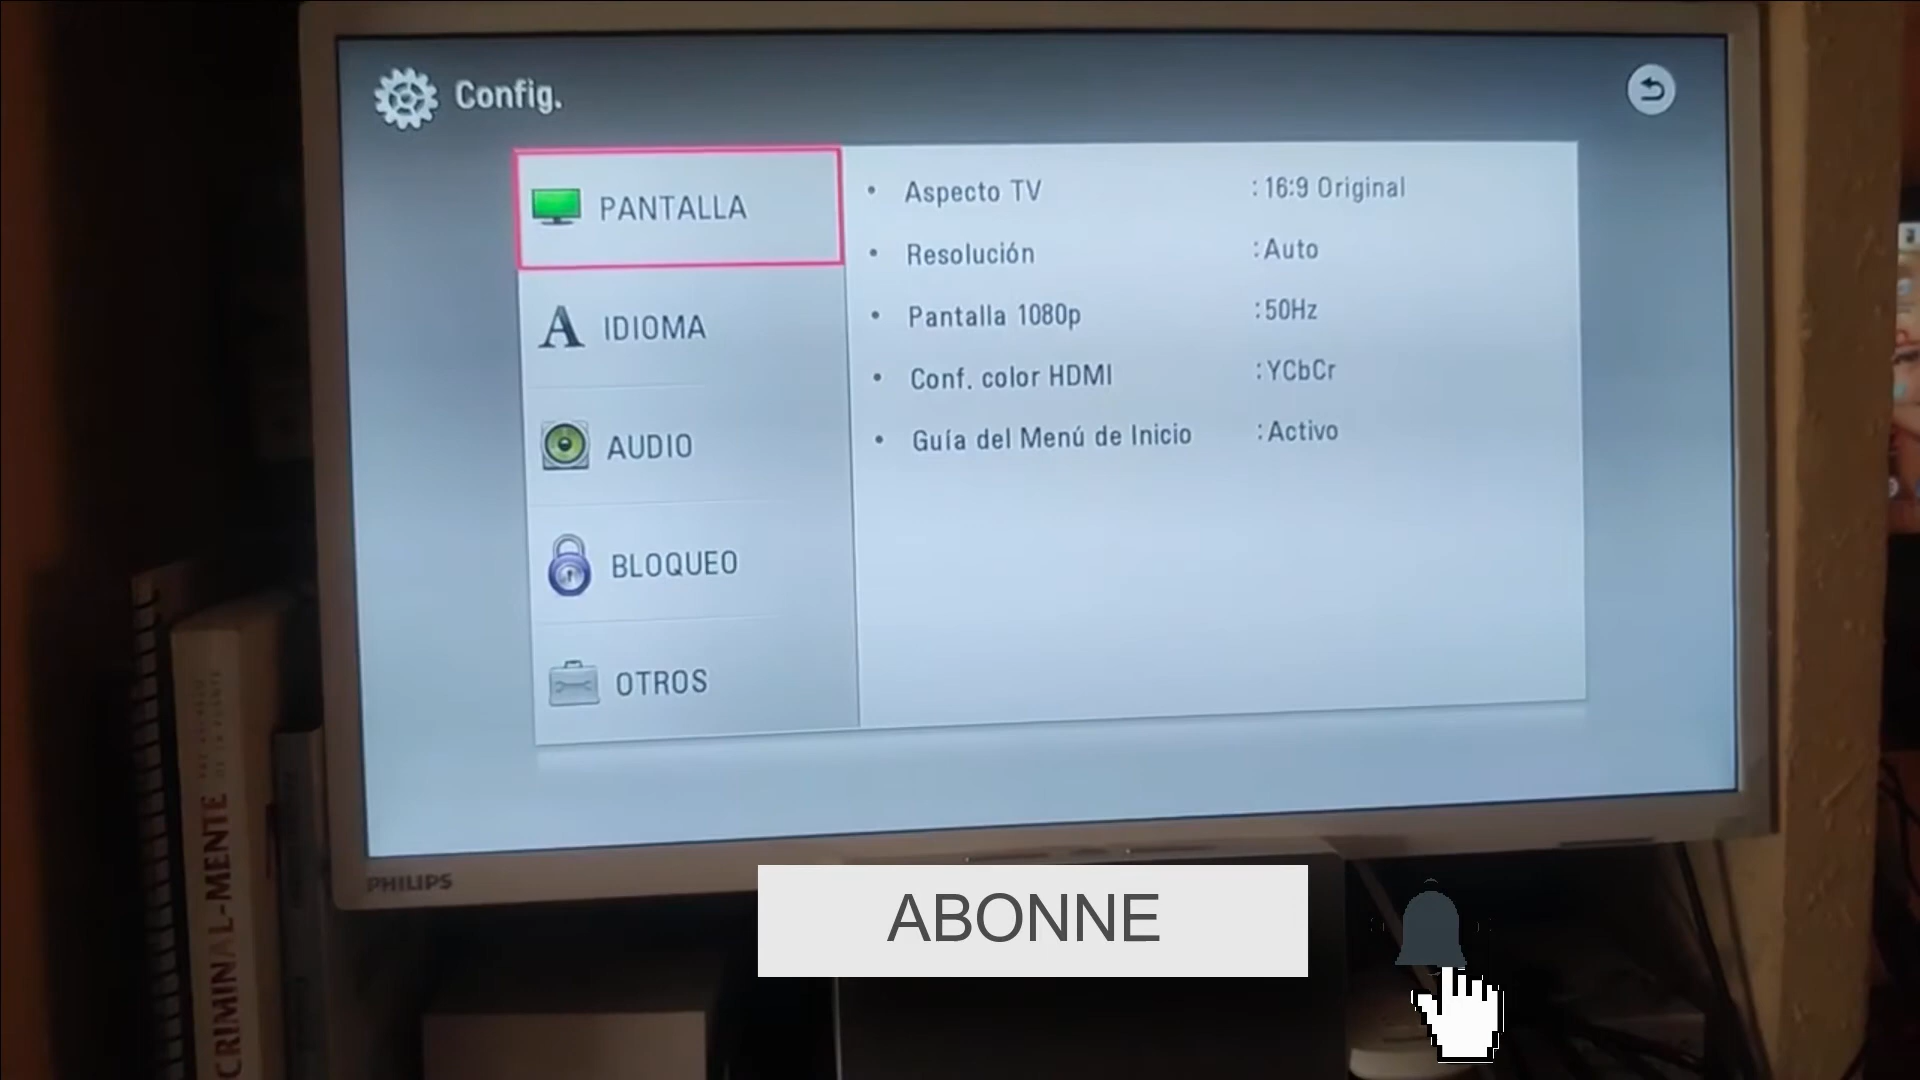 Config.
PANTALLA
IDIOMA
AUDIO
BLOQUEO
OTROS
Aspecto TV : 16:9 Original
Resolución : Auto
Pantalla 1080p : 50Hz
Conf. color HDMI : YCbCr
Guía del Menú de Inicio : Activo
PHILIPS
CRIMINAL-MENTE
ABONNE